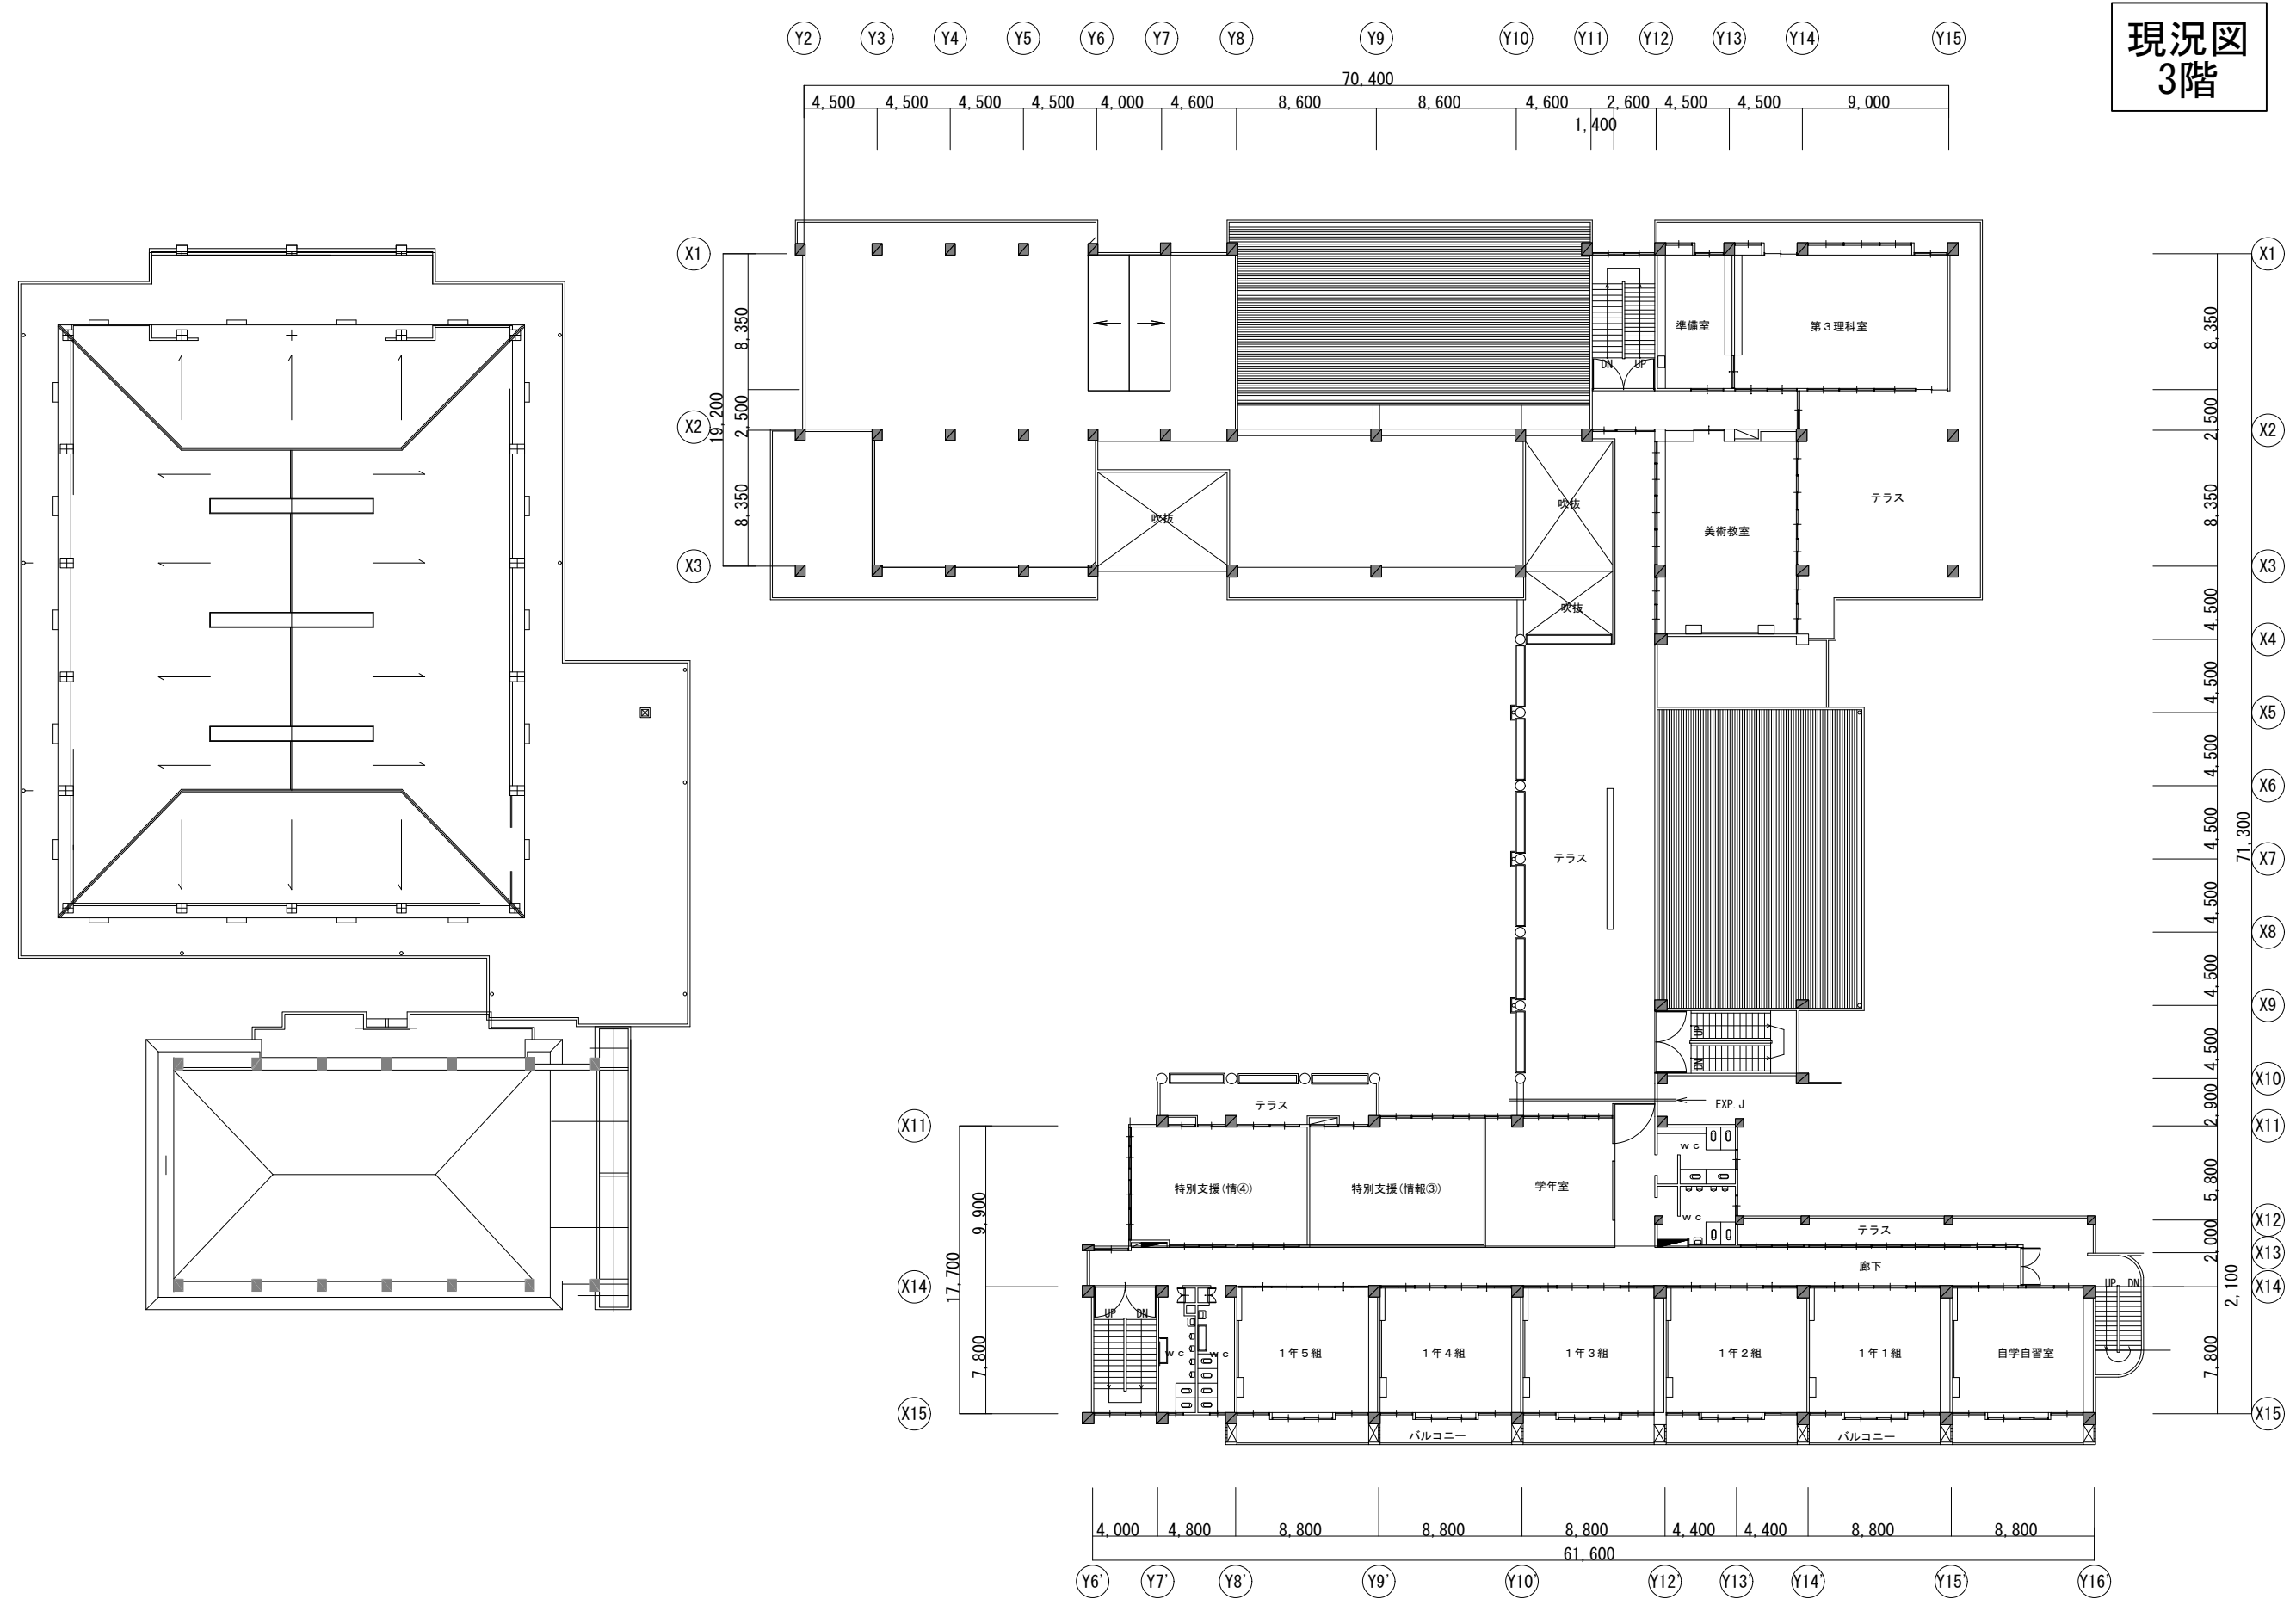 現況図
3階
Y2 Y3 Y4 Y5 Y6 Y7 Y8 Y9 Y10 Y11 Y12 Y13 Y14 Y15
70,400
4,500 4,500 4,500 4,500 4,000 4,600 8,600 8,600 4,600 2,600 4,500 4,500 9,000
1,400
X1
X2
X3
8,350
2,500
8,350
19,200
準備室
第3理科室
DN UP
吹抜
吹抜
吹抜
美術教室
テラス
テラス
UP
DN
EXP.J
テラス
X11
X14
X15
9,900
7,800
17,700
特別支援(情④)
特別支援(情報③)
学年室
wc
wc
テラス
廊下
UP DN
UP DN
wc
wc
1年5組
1年4組
1年3組
1年2組
1年1組
自学自習室
バルコニー
バルコニー
X1
X2
X3
X4
X5
X6
X7
X8
X9
X10
X11
X12
X13
X14
X15
8,350
2,500
8,350
4,500
4,500
4,500
4,500
4,500
4,500
4,500
2,900
5,800
2,000
2,100
7,800
71,300
4,000 4,800 8,800 8,800 8,800 4,400 4,400 8,800 8,800
61,600
Y6' Y7' Y8' Y9' Y10' Y12' Y13' Y14' Y15' Y16'